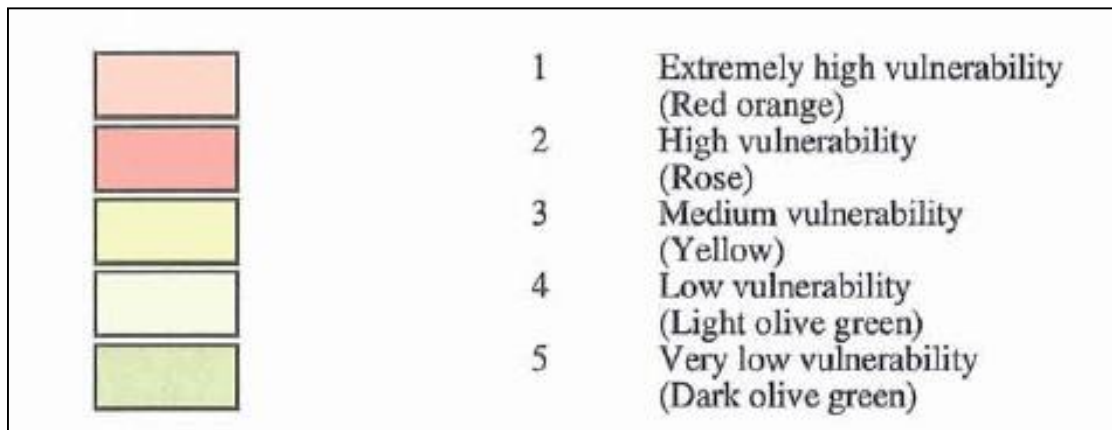 1 Extremely high vulnerability
(Red orange)
2 High vulnerability
(Rose)
3 Medium vulnerability
(Yellow)
4 Low vulnerability
(Light olive green)
5 Very low vulnerability
(Dark olive green)